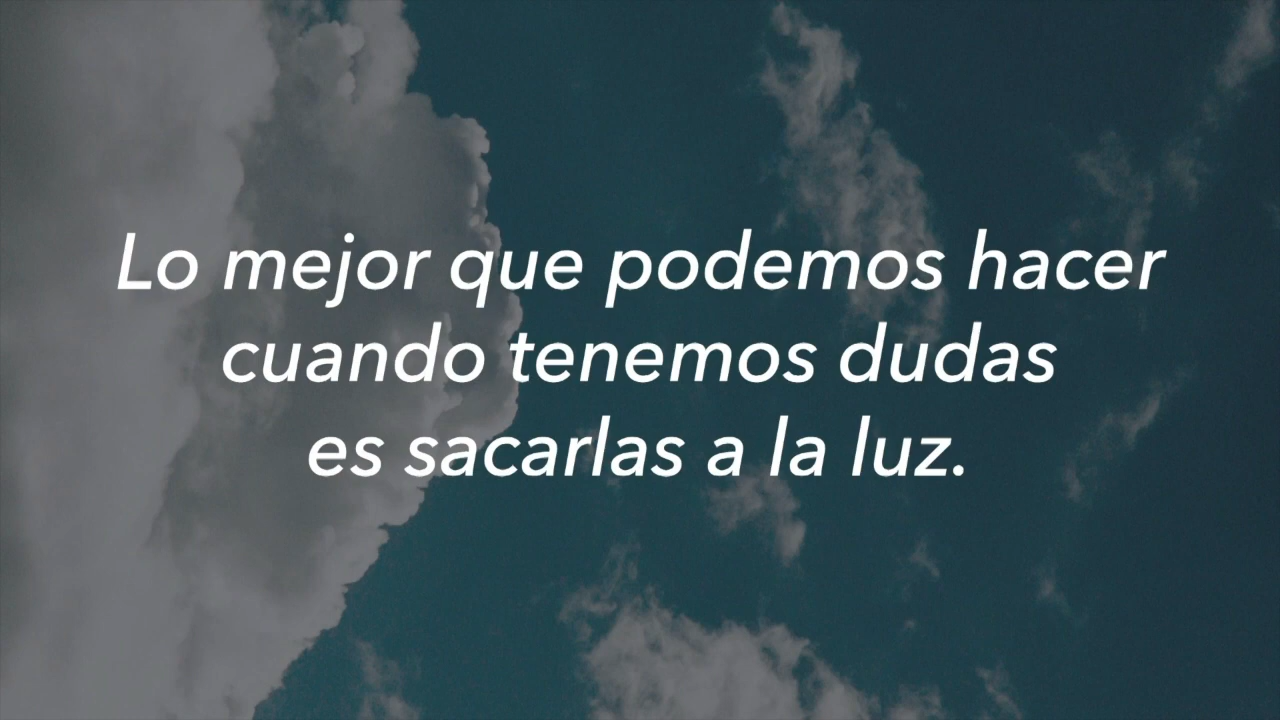 Lo mejor que podemos hacer
cuando tenemos dudas
es sacarlas a la luz.